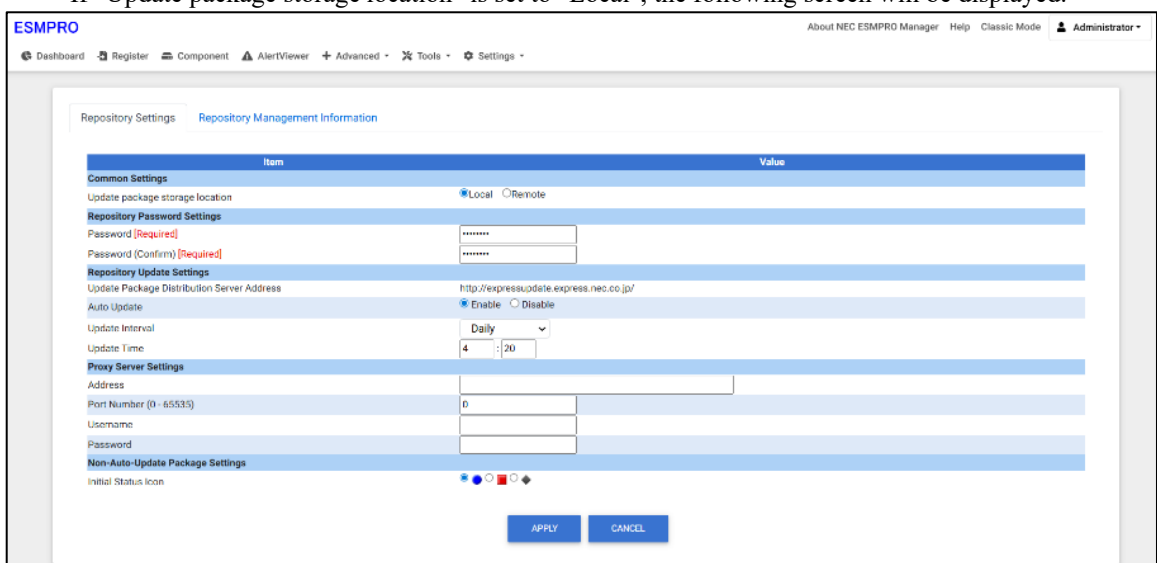 If "Update package storage location" is set to "Local", the following screen will be displayed.
ESMPRO
About NEC ESMPRO Manager Help Classic Mode Administrator
Dashboard Register Component AlertViewer Advanced Tools Settings
Repository Settings Repository Management Information
Item Value
Common Settings
Update package storage location Local Remote
Repository Password Settings
Password [Required] ••••••••
Password (Confirm) [Required] ••••••••
Repository Update Settings
Update Package Distribution Server Address http://expressupdate.express.nec.co.jp/
Auto Update Enable Disable
Update Interval Daily
Update Time 4 : 20
Proxy Server Settings
Address
Port Number (0 - 65535) 0
Username
Password
Non-Auto-Update Package Settings
Initial Status Icon
APPLY CANCEL